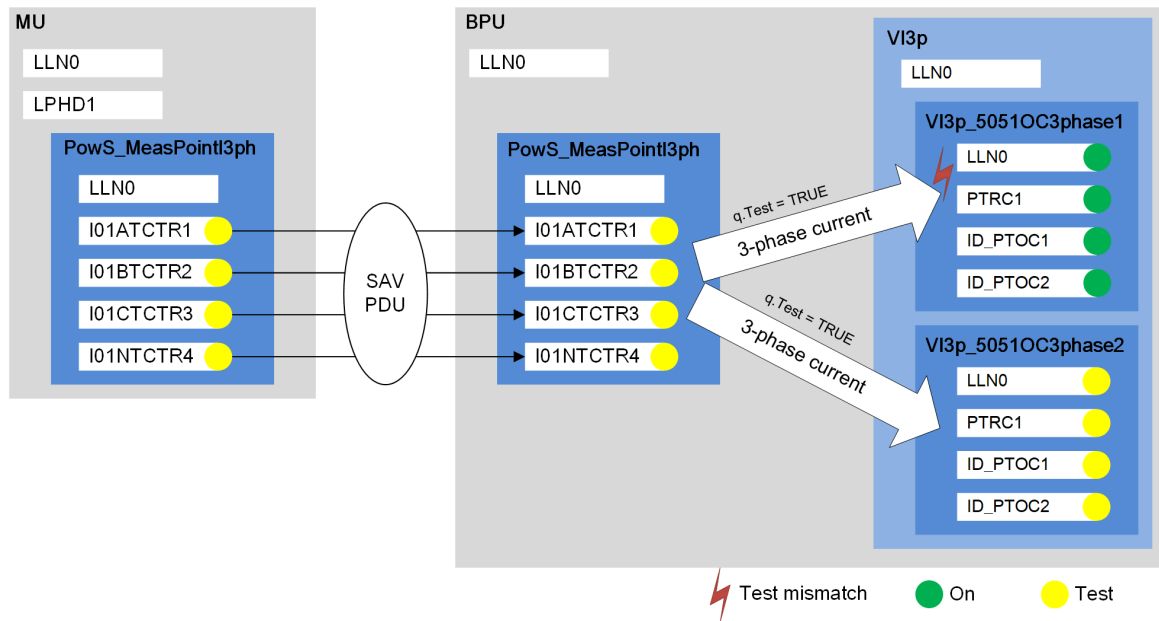 MU
LLN0
LPHD1
PowS_MeasPointI3ph
LLN0
I01ATCTR1
I01BTCTR2
I01CTCTR3
I01NTCTR4
SAV
PDU
BPU
LLN0
PowS_MeasPointI3ph
LLN0
I01ATCTR1
I01BTCTR2
I01CTCTR3
I01NTCTR4
q.Test = TRUE
3-phase current
q.Test = TRUE
3-phase current
VI3p
LLN0
VI3p_5051OC3phase1
LLN0
PTRC1
ID_PTOC1
ID_PTOC2
VI3p_5051OC3phase2
LLN0
PTRC1
ID_PTOC1
ID_PTOC2
Test mismatch
On
Test